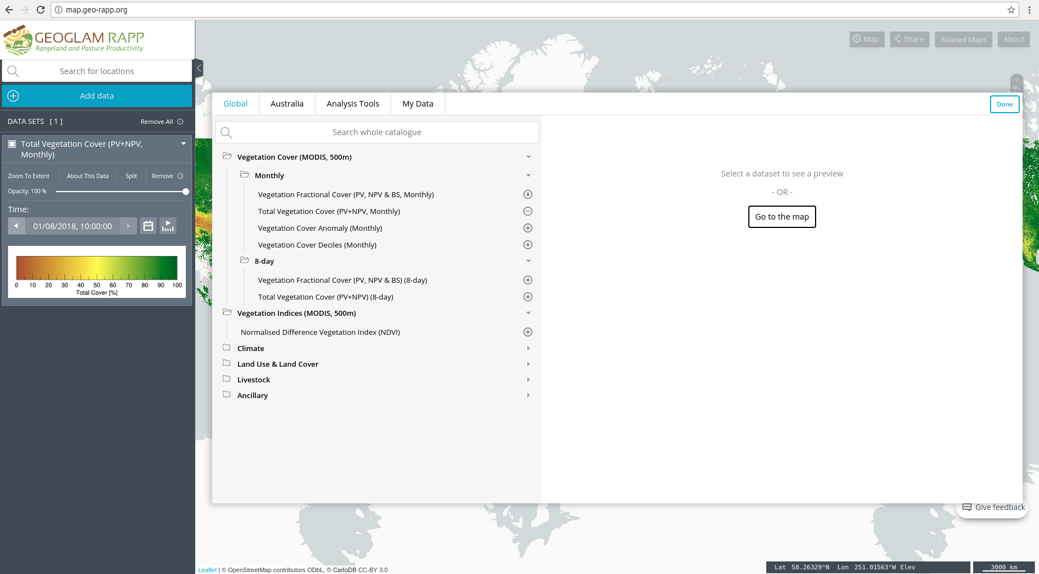 map.geo-rapp.org
GEOGLAM RAPP
Rangeland and Pasture Productivity
Map
Share
Related Maps
About
Search for locations
Add data
DATA SETS [ 1 ]
Remove All
Total Vegetation Cover (PV+NPV,
Monthly)
Zoom To Extent
About This Data
Split
Remove
Opacity: 100 %
Time:
01/08/2018, 10:00:00
0 10 20 30 40 50 60 70 80 90 100
Total Cover [%]
Global
Australia
Analysis Tools
My Data
Done
Search whole catalogue
Vegetation Cover (MODIS, 500m)
Monthly
Vegetation Fractional Cover (PV, NPV & BS, Monthly)
Total Vegetation Cover (PV+NPV, Monthly)
Vegetation Cover Anomaly (Monthly)
Vegetation Cover Deciles (Monthly)
8-day
Vegetation Fractional Cover (PV, NPV & BS) (8-day)
Total Vegetation Cover (PV+NPV) (8-day)
Vegetation Indices (MODIS, 500m)
Normalised Difference Vegetation Index (NDVI)
Climate
Land Use & Land Cover
Livestock
Ancillary
Select a dataset to see a preview
- OR -
Go to the map
Give feedback
Leaflet | © OpenStreetMap contributors ODbL, © CartoDB CC-BY 3.0
Lat 58.26329°N Lon 251.01563°W Elev
3000 km